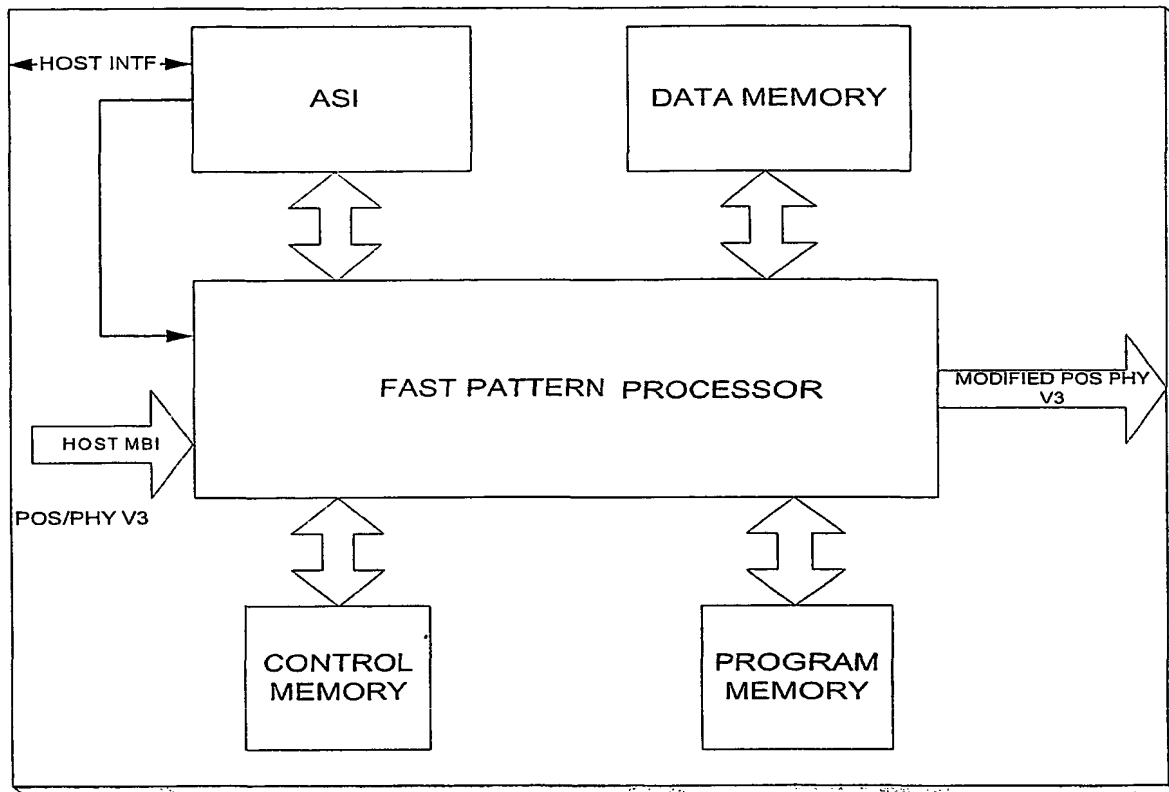 HOST INTF
ASI
DATA MEMORY
FAST PATTERN PROCESSOR
MODIFIED POS PHY
V3
HOST MBI
POS/PHY V3
CONTROL
MEMORY
PROGRAM
MEMORY